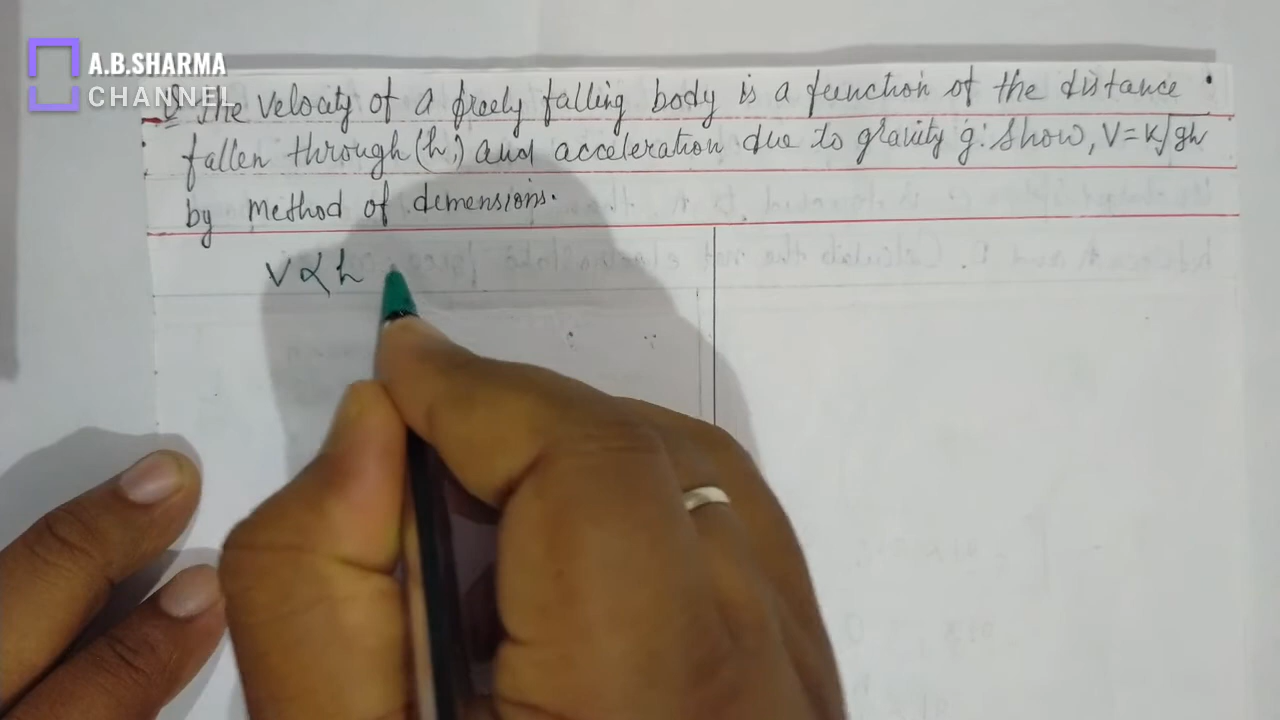 A.B.SHARMA
CHANNEL
Q The velocity of a freely falling body is a function of the distance
fallen through (h,) and acceleration due to gravity g. Show, V=K√gh
by method of demensions.
V∝h